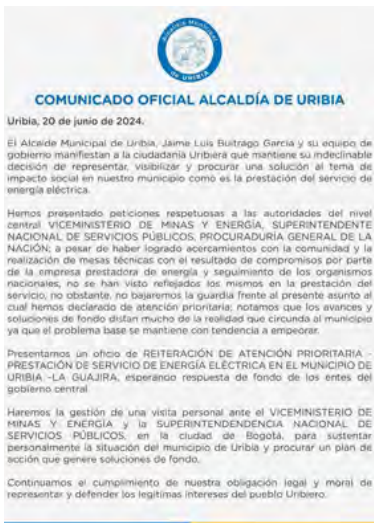 Alcaldía Municipal
de URIBIA
COMUNICADO OFICIAL ALCALDÍA DE URIBIA
Uribia, 20 de junio de 2024.
El Alcalde Municipal de Uribia, Jaime Luis Buitrago García y su equipo de
gobierno manifiestan a la ciudadanía Uribiera que mantiene su indeclinable
decisión de representar, visibilizar y procurar una solución al tema de
impacto social en nuestro municipio como es la prestación del servicio de
energía eléctrica.
Hemos presentado peticiones respetuosas a las autoridades del nivel
central VICEMINISTERIO DE MINAS Y ENERGÍA, SUPERINTENDENTE
NACIONAL DE SERVICIOS PÚBLICOS, PROCURADURÍA GENERAL DE LA
NACIÓN; a pesar de haber logrado acercamientos con la comunidad y la
realización de mesas técnicas con el resultado de compromisos por parte
de la empresa prestadora de energía y seguimiento de los organismos
nacionales, no se han visto reflejados los mismos en la prestación del
servicio, no obstante, no bajaremos la guardia frente al presente asunto al
cual hemos declarado de atención prioritaria; notamos que los avances y
soluciones de fondo distan mucho de la realidad que circunda al municipio
ya que el problema base se mantiene con tendencia a empeorar.
Presentamos un oficio de REITERACIÓN DE ATENCIÓN PRIORITARIA -
PRESTACIÓN DE SERVICIO DE ENERGÍA ELÉCTRICA EN EL MUNICIPIO DE
URIBIA -LA GUAJIRA, esperando respuesta de fondo de los entes del
gobierno central.
Haremos la gestión de una visita personal ante el VICEMINISTERIO DE
MINAS Y ENERGÍA y la SUPERINTENDENDENCIA NACIONAL DE
SERVICIOS PÚBLICOS, en la ciudad de Bogotá, para sustentar
personalmente la situación del municipio de Uribia y procurar un plan de
acción que genere soluciones de fondo.
Continuamos el cumplimiento de nuestra obligación legal y moral de
representar y defender los legítimas intereses del pueblo Uribiero.